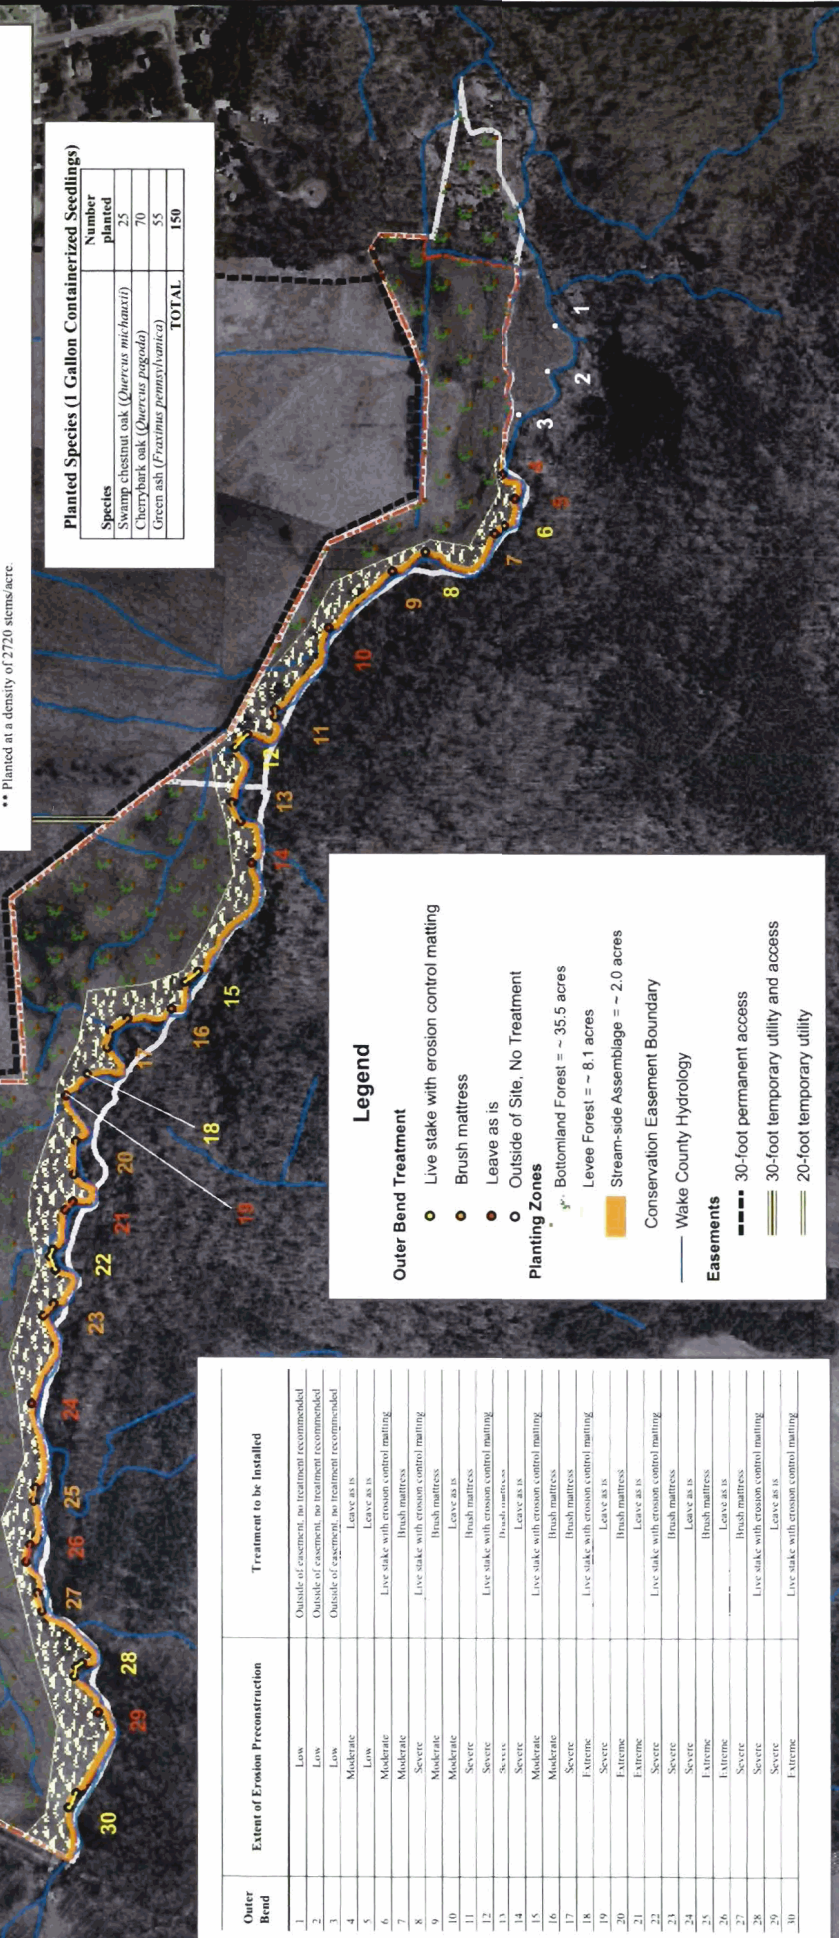 ** Planted at a density of 2720 stems/acre.
Planted Species (1 Gallon Containerized Seedlings)
Species Number planted
Swamp chestnut oak (Quercus michauxii) 25
Cherrybark oak (Quercus pagoda) 70
Green ash (Fraxinus pennsylvanica) 55
TOTAL 150
1
2
3
4
5
6
7
8
9
10
11
12
13
14
15
16
17
18
19
20
21
22
23
24
25
26
27
28
29
30
Legend
Outer Bend Treatment
Live stake with erosion control matting
Brush mattress
Leave as is
Outside of Site, No Treatment
Planting Zones
Bottomland Forest = ~ 35.5 acres
Levee Forest = ~ 8.1 acres
Stream-side Assemblage = ~ 2.0 acres
Conservation Easement Boundary
Wake County Hydrology
Easements
30-foot permanent access
30-foot temporary utility and access
20-foot temporary utility
Outer Bend Extent of Erosion Preconstruction Treatment to be Installed
1 Low Outside of easement, no treatment recommended
2 Low Outside of easement, no treatment recommended
3 Low Outside of easement, no treatment recommended
4 Moderate Leave as is
5 Low Leave as is
6 Moderate Live stake with erosion control matting
7 Moderate Brush mattress
8 Severe Live stake with erosion control matting
9 Moderate Brush mattress
10 Moderate Leave as is
11 Severe Brush mattress
12 Severe Live stake with erosion control matting
13 Severe Brush mattress
14 Severe Leave as is
15 Moderate Live stake with erosion control matting
16 Moderate Brush mattress
17 Severe Brush mattress
18 Extreme Live stake with erosion control matting
19 Severe Leave as is
20 Extreme Brush mattress
21 Extreme Leave as is
22 Severe Live stake with erosion control matting
23 Severe Brush mattress
24 Severe Leave as is
25 Extreme Brush mattress
26 Extreme Leave as is
27 Severe Brush mattress
28 Severe Live stake with erosion control matting
29 Severe Leave as is
30 Extreme Live stake with erosion control matting